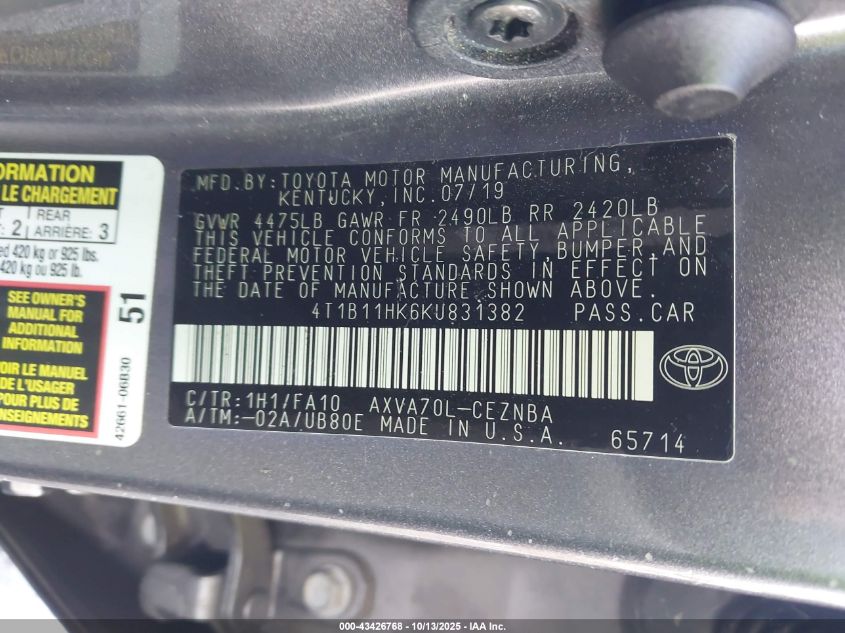 ORMATION
LE CHARGEMENT
2
REAR
ARRIÈRE: 3
420 kg or 925 lbs.
420 kg ou 925 lb.
SEE OWNER'S
MANUAL FOR
ADDITIONAL
INFORMATION
OIR LE MANUEL
DE L'USAGER
POUR PLUS DE
NSEIGNEMENTS
51
42661-06B30
MFD.BY:TOYOTA MOTOR MANUFACTURING,
KENTUCKY,INC.07/19
GVWR 4475LB GAWR FR 2490LB RR 2420LB
THIS VEHICLE CONFORMS TO ALL APPLICABLE
FEDERAL MOTOR VEHICLE SAFETY,BUMPER,AND
THEFT PREVENTION STANDARDS IN EFFECT ON
THE DATE OF MANUFACTURE SHOWN ABOVE.
4T1B11HK6KU831382 PASS.CAR
C/TR:1H1/FA10 AXVA70L-CEZNBA
A/TM:-02A/UB80E MADE IN U.S.A. 65714
000-43426768 - 10/13/2025 - IAA Inc.